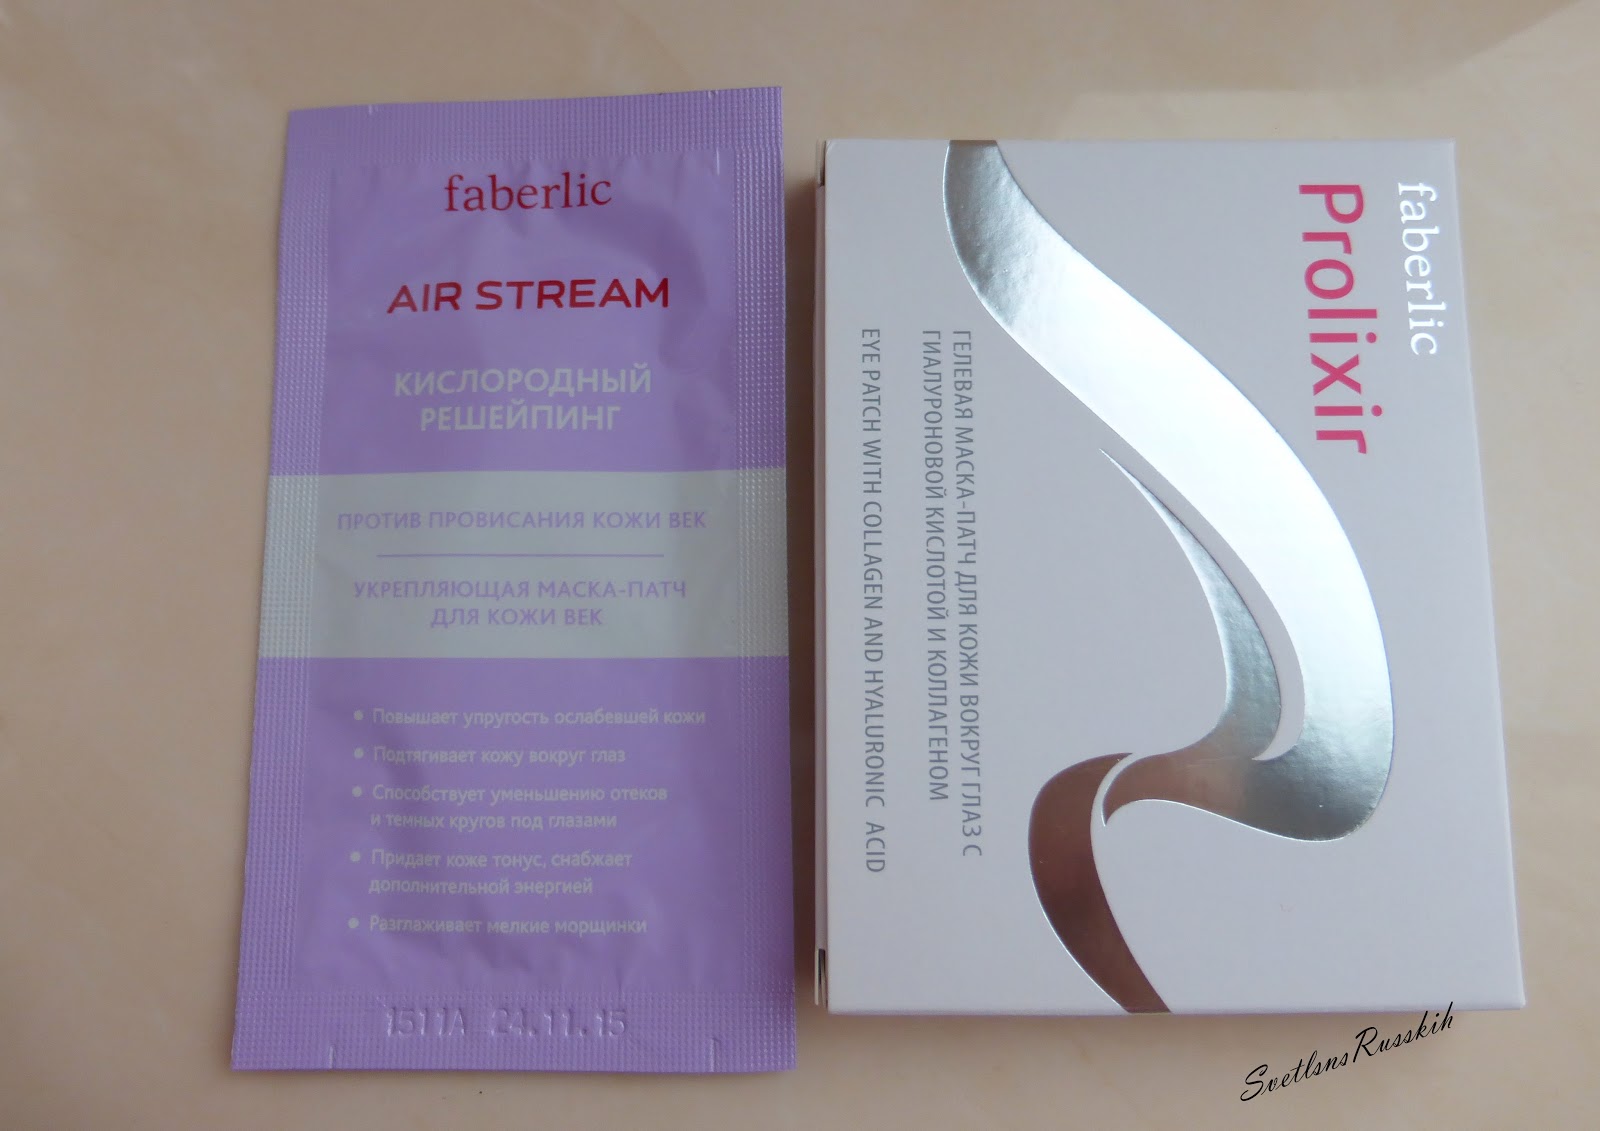 faberlic
AIR STREAM
КИСЛОРОДНЫЙ
РЕШЕЙПИНГ
ПРОТИВ ПРОВИСАНИЯ КОЖИ ВЕК
УКРЕПЛЯЮЩАЯ МАСКА-ПАТЧ
ДЛЯ КОЖИ ВЕК
• Повышает упругость ослабевшей кожи
• Подтягивает кожу вокруг глаз
• Способствует уменьшению отеков
и темных кругов под глазами
• Придает коже тонус, снабжает
дополнительной энергией
• Разглаживает мелкие морщинки
1511A 24.11.15
faberlic
Prolixir
ГЕЛЕВАЯ МАСКА-ПАТЧ ДЛЯ КОЖИ ВОКРУГ ГЛАЗ С
ГИАЛУРОНОВОЙ КИСЛОТОЙ И КОЛЛАГЕНОМ
EYE PATCH WITH COLLAGEN AND HYALURONIC ACID
SvetlsnsRusskih